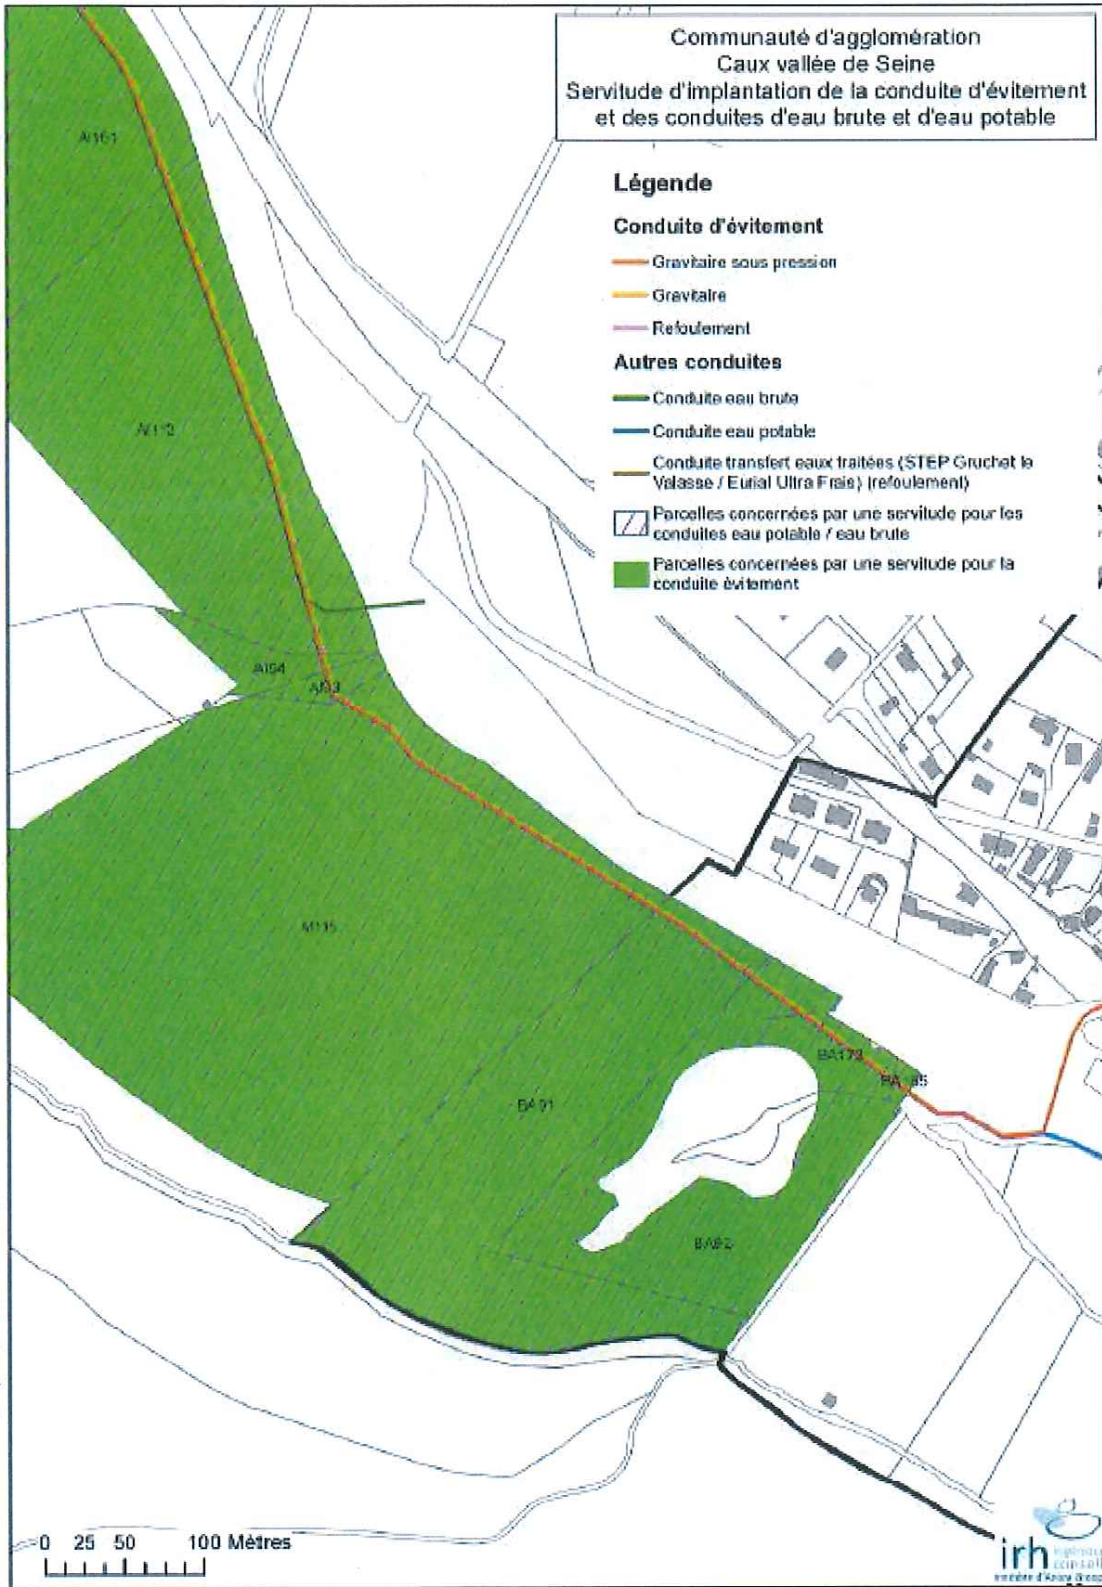 Communauté d'agglomération
Caux vallée de Seine
Servitude d'implantation de la conduite d'évitement
et des conduites d'eau brute et d'eau potable
Légende
Conduite d'évitement
Gravitaire sous pression
Gravitaire
Refoulement
Autres conduites
Conduite eau brute
Conduite eau potable
Conduite transfert eaux traitées (STEP Gruchet le
Valasse / Eurial Ultra Frais) (refoulement)
Parcelles concernées par une servitude pour les
conduites eau potable / eau brute
Parcelles concernées par une servitude pour la
conduite évitement
AI161
AI112
AI94
BA91
BA173
BA92
0 25 50 100 Mètres
irh